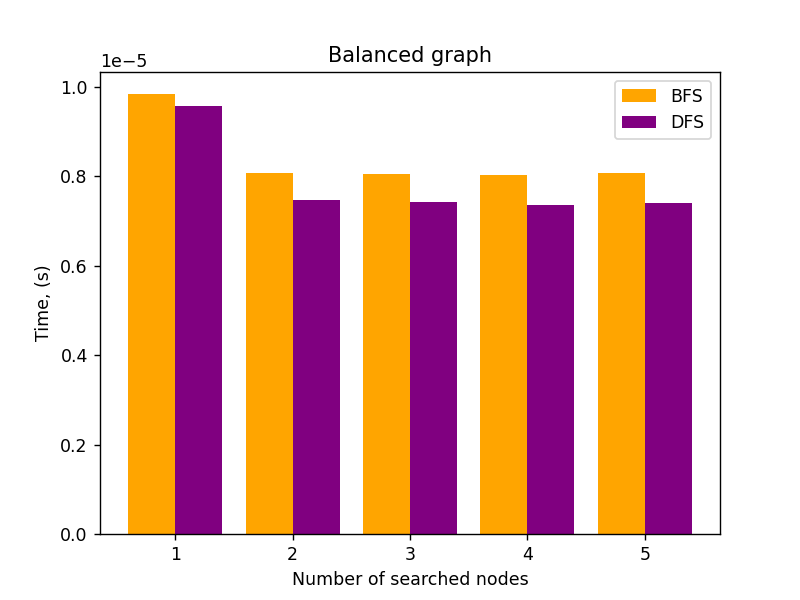 Balanced graph
1e−5
BFS
DFS
1.0
0.8
0.6
0.4
0.2
0.0
Time, (s)
1 2 3 4 5
Number of searched nodes